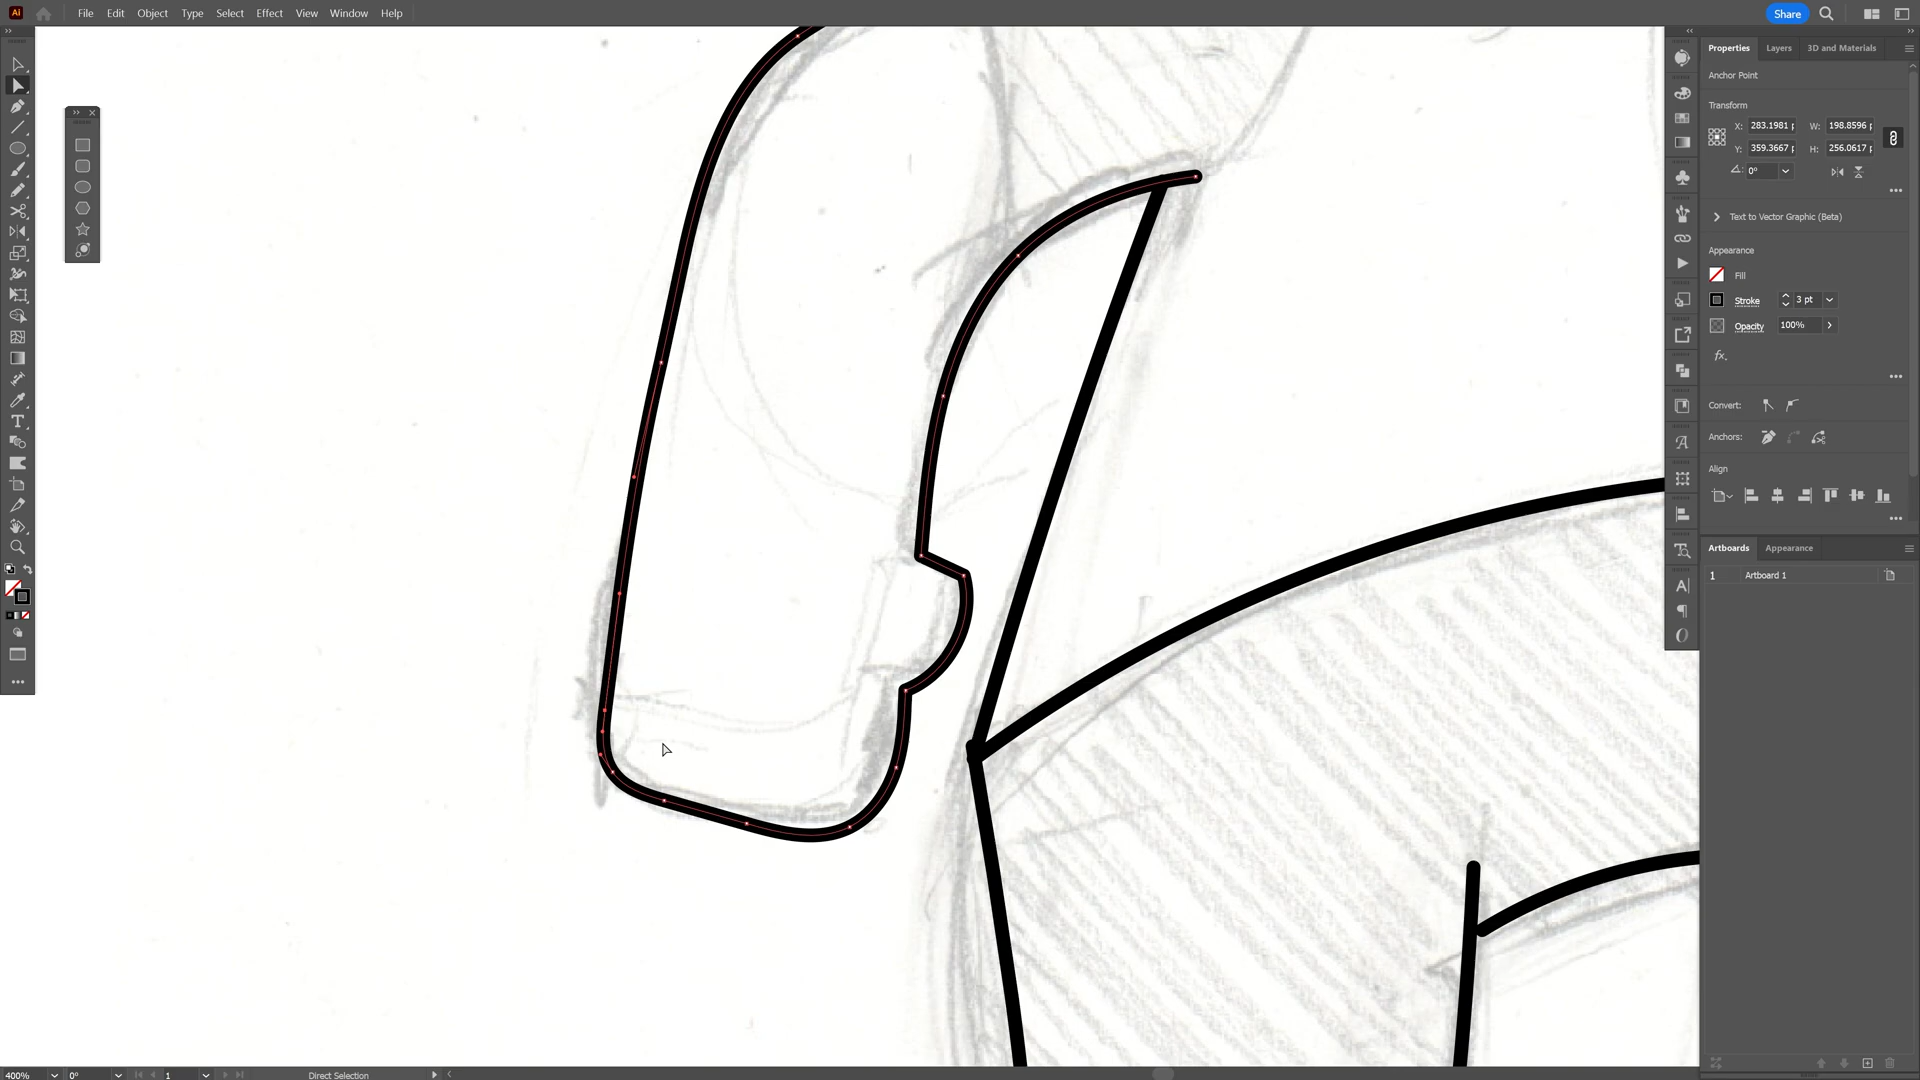 Ai File Edit Object Type Select Effect View Window Help Share
Properties Layers 3D and Materials
Anchor Point
Transform
X: 283.1981 p W: 198.8596 p
Y: 359.3667 p H: 256.0617 p
0°
Text to Vector Graphic (Beta)
Appearance
Fill
Stroke 3 pt
Opacity 100%
fx.
Convert:
Anchors:
Align
Artboards Appearance
1 Artboard 1
400% 0° 1 Direct Selection